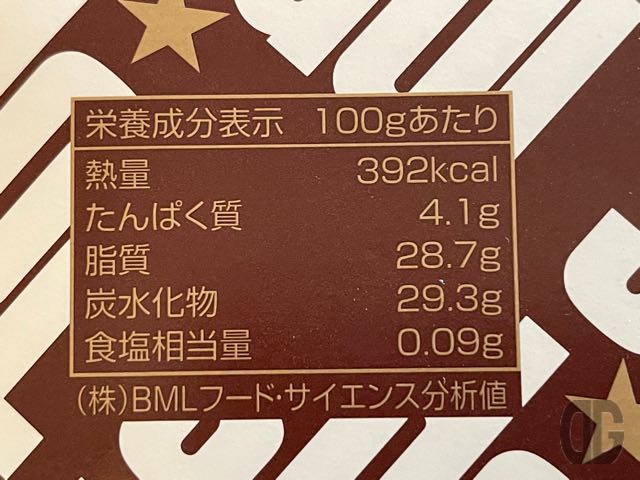 栄養成分表示 100gあたり
熱量 392kcal
たんぱく質 4.1g
脂質 28.7g
炭水化物 29.3g
食塩相当量 0.09g
(株)BMLフード・サイエンス分析値